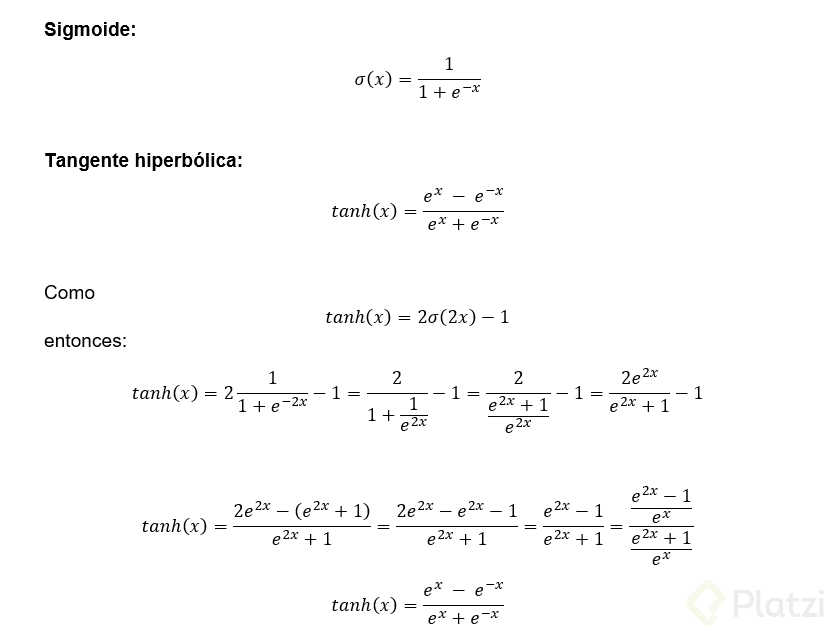 Sigmoide:
σ(x) = 1 / (1 + e^(−x))
Tangente hiperbólica:
tanh(x) = (e^x − e^(−x)) / (e^x + e^(−x))
Como
tanh(x) = 2σ(2x) − 1
entonces:
tanh(x) = 2 1 / (1 + e^(−2x)) − 1 = 2 / (1 + 1/e^(2x)) − 1 = 2 / ((e^(2x) + 1) / e^(2x)) − 1 = 2e^(2x) / (e^(2x) + 1) − 1
tanh(x) = (2e^(2x) − (e^(2x) + 1)) / (e^(2x) + 1) = (2e^(2x) − e^(2x) − 1) / (e^(2x) + 1) = (e^(2x) − 1) / (e^(2x) + 1) = ((e^(2x) − 1) / e^x) / ((e^(2x) + 1) / e^x)
tanh(x) = (e^x − e^(−x)) / (e^x + e^(−x))
Platzi